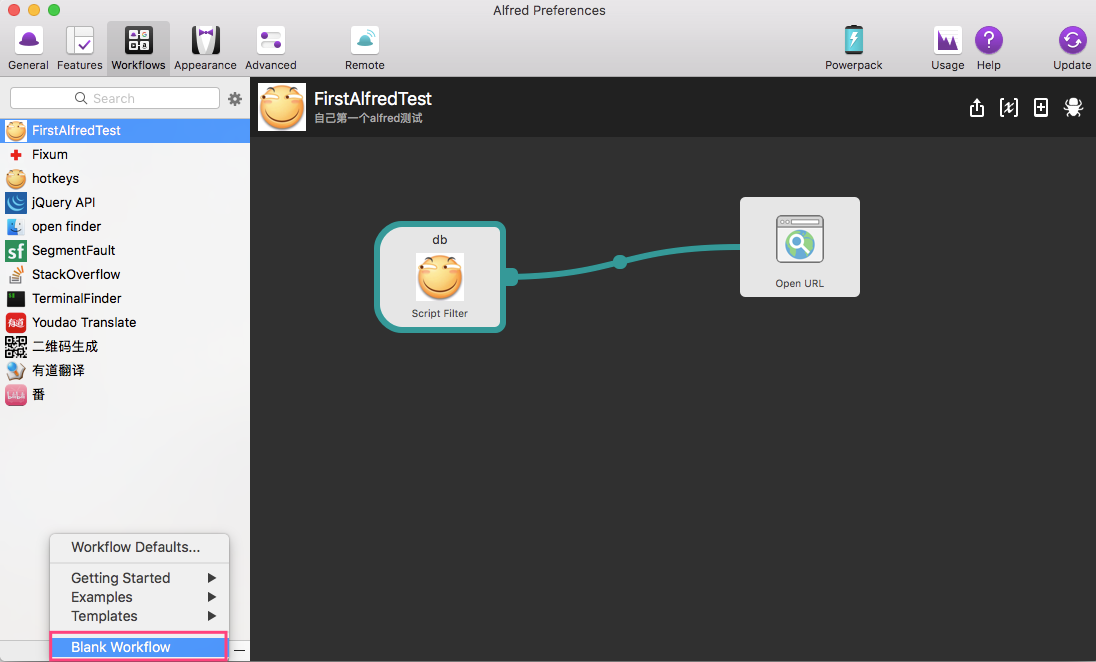 Alfred Preferences
General
Features
Workflows
Appearance
Advanced
Remote
Powerpack
Usage
Help
Update
Search
FirstAlfredTest
Fixum
hotkeys
jQuery API
open finder
SegmentFault
StackOverflow
TerminalFinder
Youdao Translate
二维码生成
有道翻译
番
FirstAlfredTest
自己第一个alfred测试
db
Script Filter
Open URL
Workflow Defaults...
Getting Started
Examples
Templates
Blank Workflow